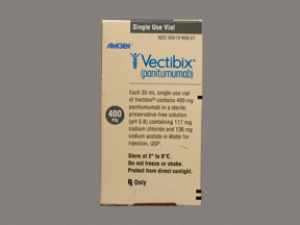 Single Use Vial
NDC 55513-956-01
AMGEN®
Vectibix®
(panitumumab)
400
mg
Each 20 mL single-use vial
of Vectibix® contains 400 mg
panitumumab in a sterile,
preservative-free solution
(pH 5.8) containing 117 mg
sodium chloride and 136 mg
sodium acetate in Water for
Injection, USP.
Store at 2° to 8°C.
Do not freeze or shake.
Protect from direct sunlight.
Rx Only